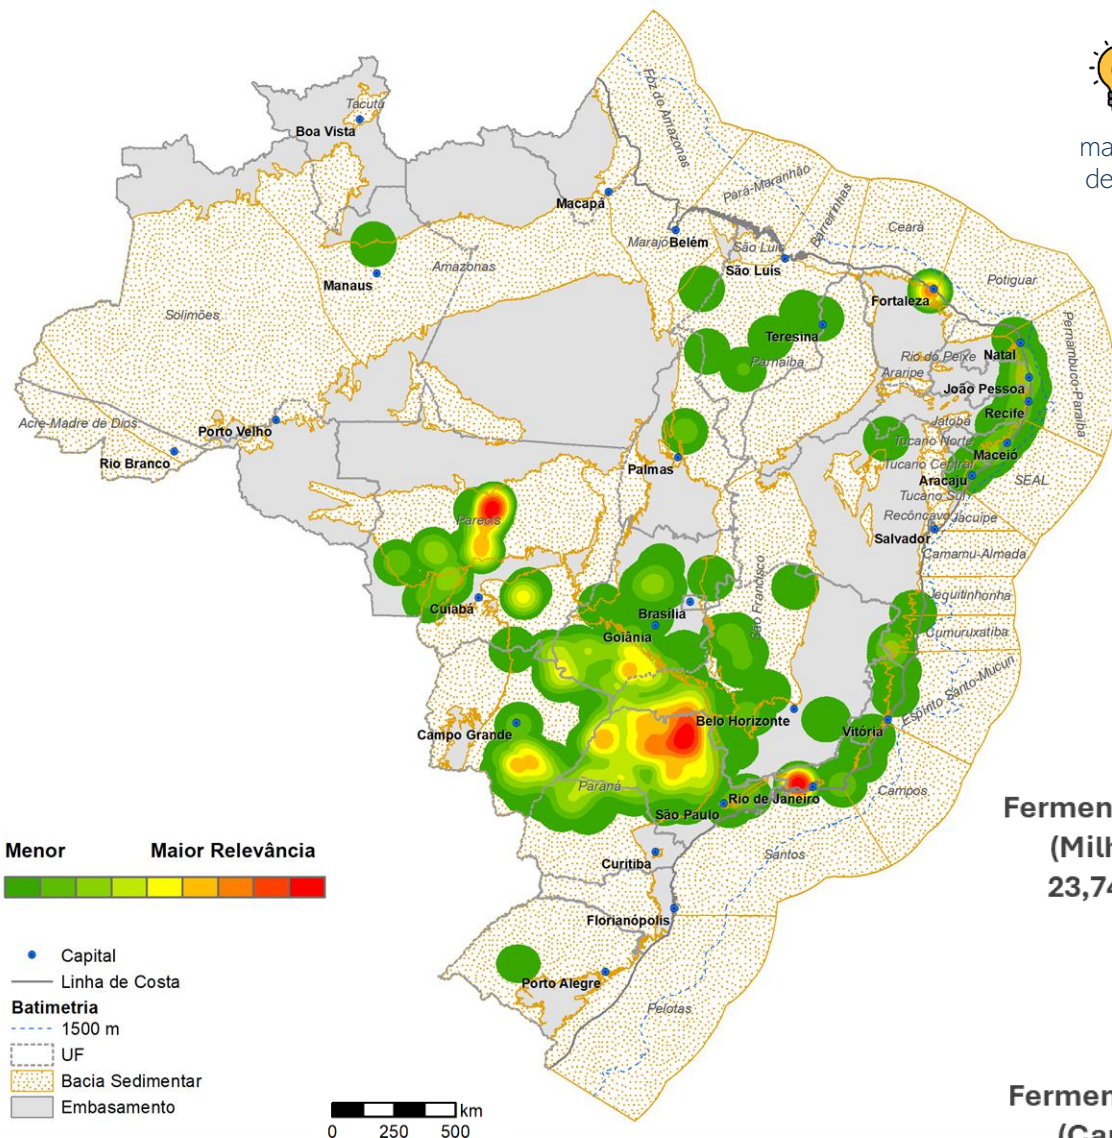 Foz do Amazonas
Tacutu
Boa Vista
ma
de
Pará-Maranhão
Barreirinhas
Macapá
Ceará
Marajó
Belém
São Luís
São Luís
Amazonas
Manaus
Potiguar
Fortaleza
Solimões
Teresina
Pernambuco-Paraíba
Rio do Peixe
Natal
Parnaíba
Araripe
João Pessoa
Recife
Acre-Madre de Dios
Porto Velho
Jatobá
Rio Branco
Tucano Norte
Maceió
Palmas
Tucano Central
Aracaju
SEAL
Tucano Sul
Parecis
Recôncavo
Jacuípe
Salvador
Camamu-Almada
São Francisco
Jequitinhonha
Cuiabá
Brasília
Goiânia
Cumuruxatiba
Espírito Santo-Mucuri
Belo Horizonte
Campo Grande
Vitória
Paraná
Rio de Janeiro
Campos
São Paulo
Fermen
(Milh
23,74
Menor
Maior Relevância
Curitiba
Santos
Florianópolis
Capital
Linha de Costa
Porto Alegre
Batimetria
1500 m
Pelotas
UF
Bacia Sedimentar
Embasamento
km
0 250 500
Fermen
(Car